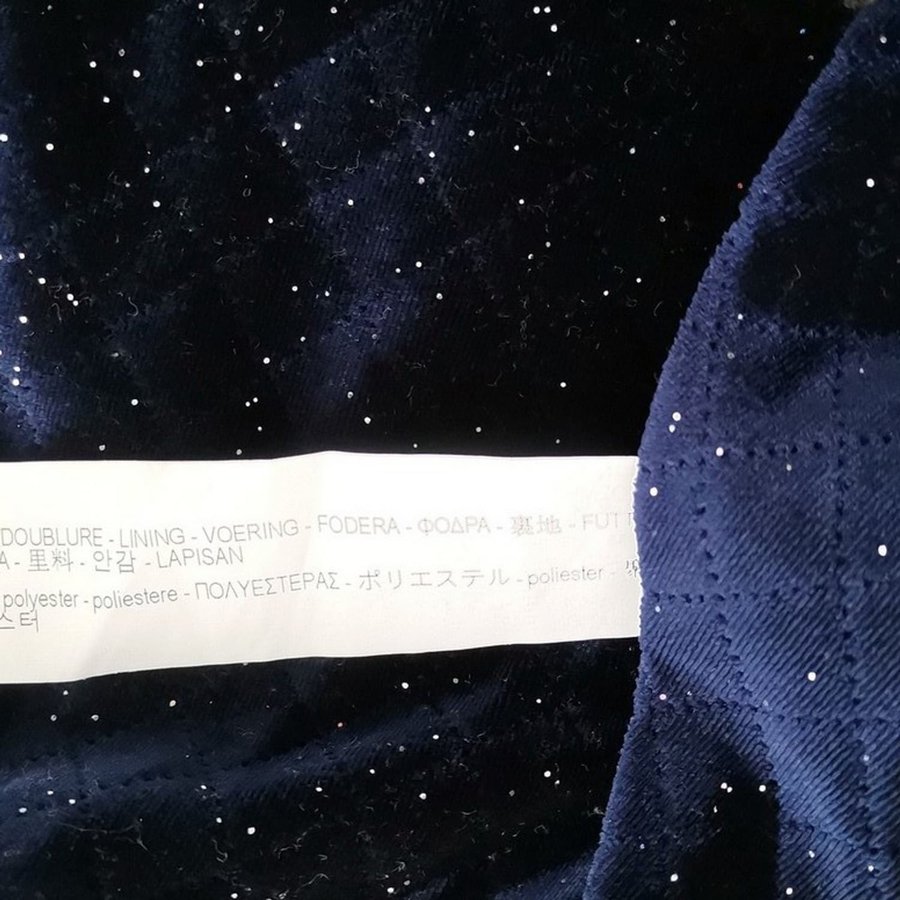 DOUBLURE - LINING - VOERING - FODERA - ΦΟΔΡΑ - 裏地 - FUT
A - 里料 - 안감 - LAPISAN
polyester - poliestere - ΠΟΛΥΕΣΤΕΡΑΣ - ポリエステル - poliester -
스터